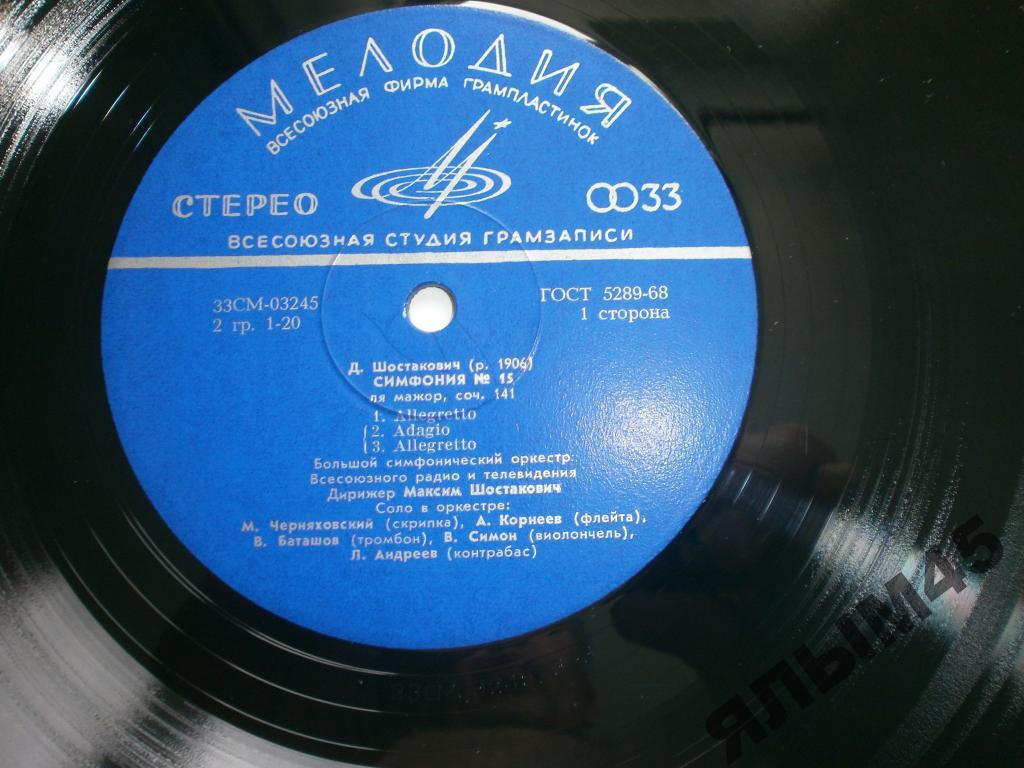 МЕЛОДИЯ
ВСЕСОЮЗНАЯ ФИРМА ГРАМПЛАСТИНОК
СТЕРЕО
33
ВСЕСОЮЗНАЯ СТУДИЯ ГРАМЗАПИСИ
33СМ-03245
2 гр. 1-20
ГОСТ 5289-68
1 сторона
Д. Шостакович (р. 1906)
СИМФОНИЯ № 15
ля мажор, соч. 141
1. Allegretto
2. Adagio
3. Allegretto
Большой симфонический оркестр
Всесоюзного радио и телевидения
Дирижер Максим Шостакович
Соло в оркестре:
М. Черняховский (скрипка), А. Корнеев (флейта),
В. Баташов (тромбон), В. Симон (виолончель),
Л. Андреев (контрабас)
ЯЛЫМ45